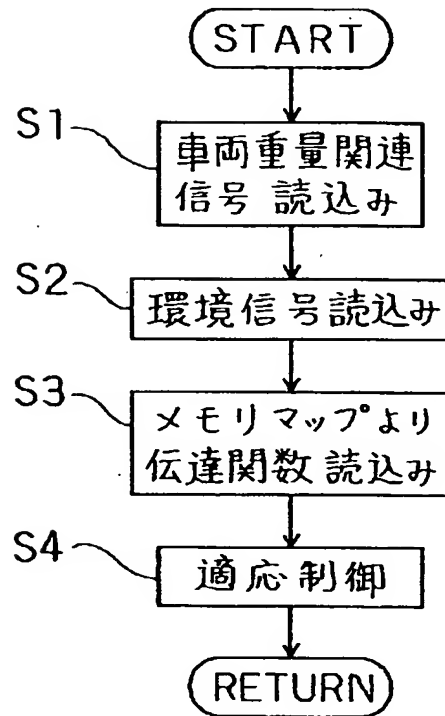 START
S1
車両重量関連
信号 読込み
S2
環境信号読込み
S3
メモリマップより
伝達関数 読込み
S4
適応制御
RETURN